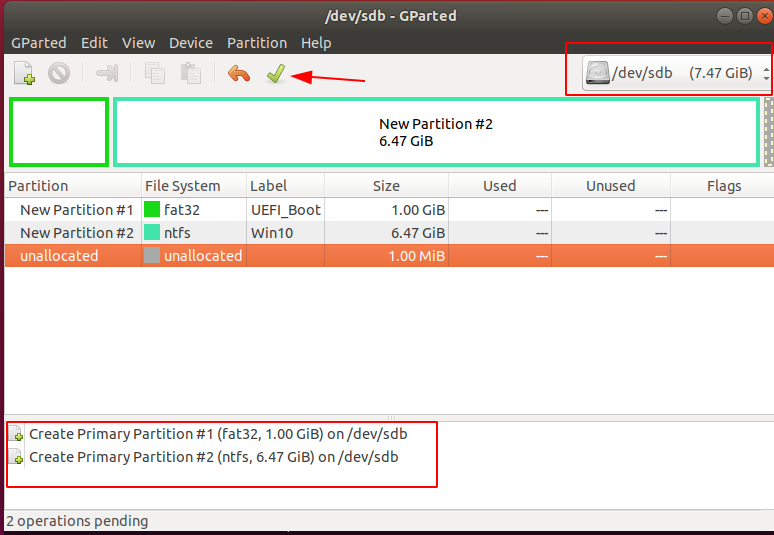 /dev/sdb - GParted
GParted Edit View Device Partition Help
/dev/sdb (7.47 GiB)
New Partition #2
6.47 GiB
Partition File System Label Size Used Unused Flags
New Partition #1 fat32 UEFI_Boot 1.00 GiB --- ---
New Partition #2 ntfs Win10 6.47 GiB --- ---
unallocated unallocated 1.00 MiB --- ---
Create Primary Partition #1 (fat32, 1.00 GiB) on /dev/sdb
Create Primary Partition #2 (ntfs, 6.47 GiB) on /dev/sdb
2 operations pending